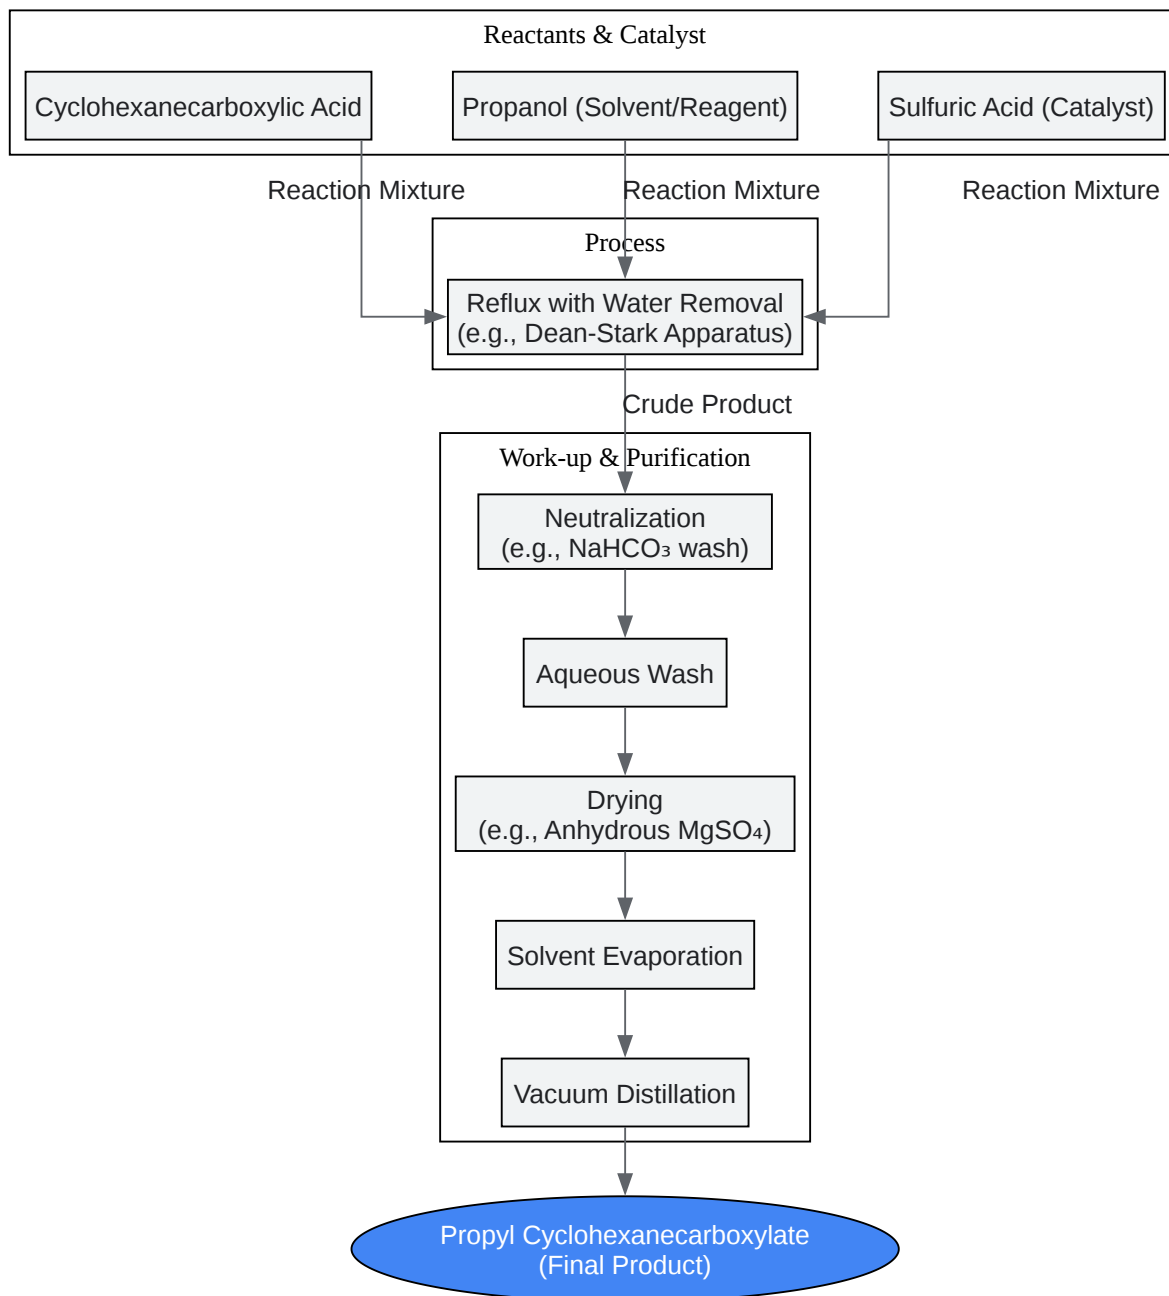 Reactants & Catalyst
Cyclohexanecarboxylic Acid
Propanol (Solvent/Reagent)
Sulfuric Acid (Catalyst)
Reaction Mixture
Reaction Mixture
Reaction Mixture
Process
Reflux with Water Removal
(e.g., Dean-Stark Apparatus)
Crude Product
Work-up & Purification
Neutralization
(e.g., NaHCO₃ wash)
Aqueous Wash
Drying
(e.g., Anhydrous MgSO₄)
Solvent Evaporation
Vacuum Distillation
Propyl Cyclohexanecarboxylate
(Final Product)